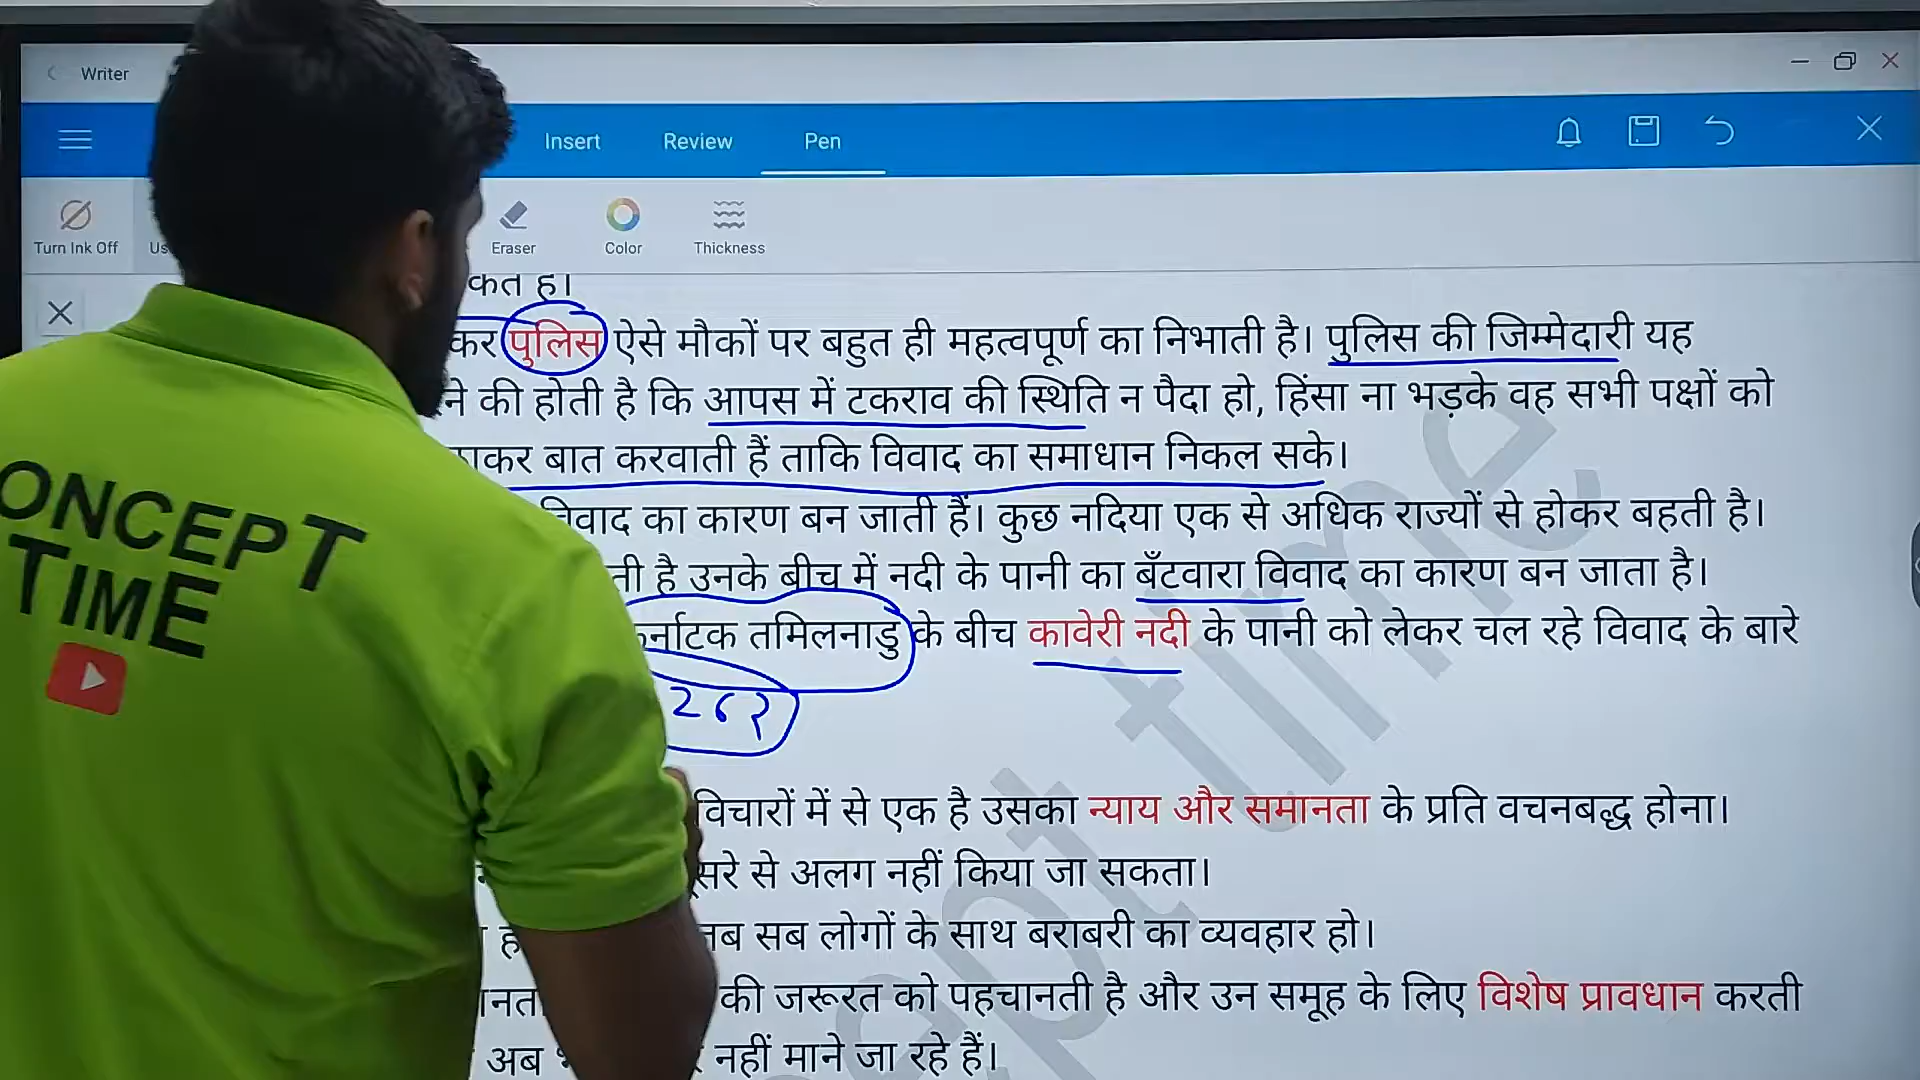 Writer
Insert Review Pen
Turn Ink Off Eraser Color Thickness
कर पुलिस ऐसे मौकों पर बहुत ही महत्वपूर्ण का निभाती है। पुलिस की जिम्मेदारी यह
की होती है कि आपस में टकराव की स्थिति न पैदा हो, हिंसा ना भड़के वह सभी पक्षों को
बात करवाती हैं ताकि विवाद का समाधान निकल सके।
का कारण बन जाती हैं। कुछ नदिया एक से अधिक राज्यों से होकर बहती है।
है उनके बीच में नदी के पानी का बँटवारा विवाद का कारण बन जाता है।
तमिलनाडु के बीच कावेरी नदी के पानी को लेकर चल रहे विवाद के बारे
विचारों में से एक है उसका न्याय और समानता के प्रति वचनबद्ध होना।
से अलग नहीं किया जा सकता।
सब लोगों के साथ बराबरी का व्यवहार हो।
की जरूरत को पहचानती है और उन समूह के लिए विशेष प्रावधान करती
अब नहीं माने जा रहे हैं।
ONCEPT
TIME
time